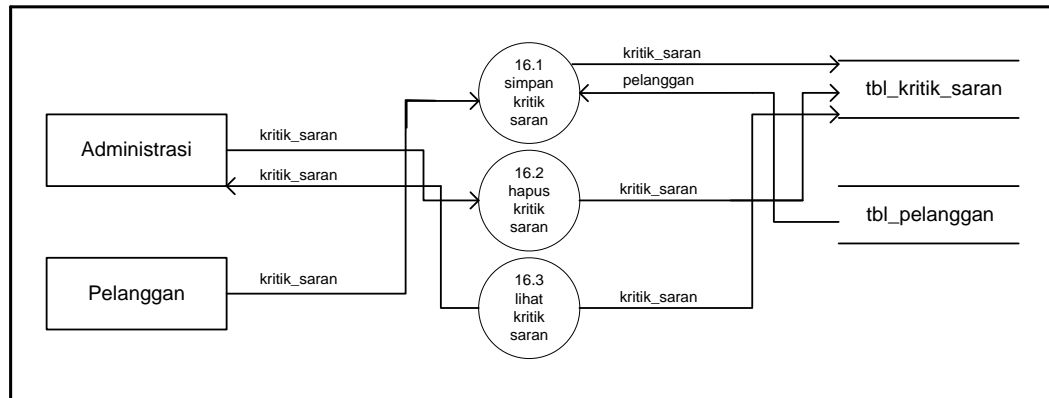 kritik_saran
16.1
simpan
kritik
saran
pelanggan
tbl_kritik_saran
Administrasi
kritik_saran
kritik_saran
16.2
hapus
kritik
saran
kritik_saran
tbl_pelanggan
Pelanggan
kritik_saran
16.3
lihat
kritik
saran
kritik_saran